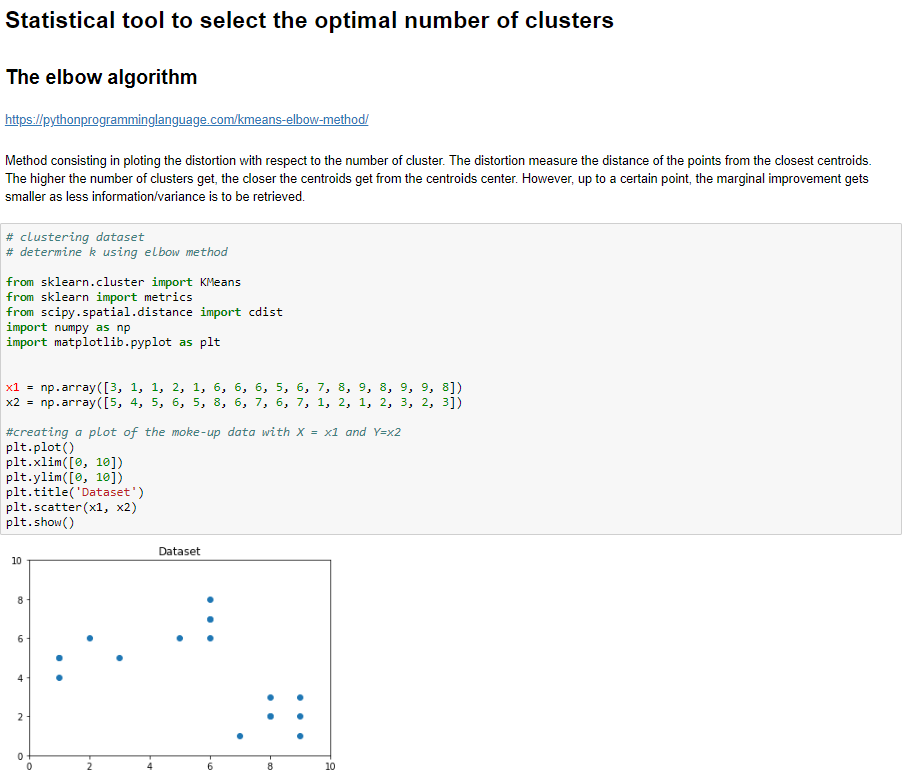 Statistical tool to select the optimal number of clusters
The elbow algorithm
https://pythonprogramminglanguage.com/kmeans-elbow-method/
Method consisting in ploting the distortion with respect to the number of cluster. The distortion measure the distance of the points from the closest centroids.
The higher the number of clusters get, the closer the centroids get from the centroids center. However, up to a certain point, the marginal improvement gets
smaller as less information/variance is to be retrieved.
# clustering dataset
# determine k using elbow method
from sklearn.cluster import KMeans
from sklearn import metrics
from scipy.spatial.distance import cdist
import numpy as np
import matplotlib.pyplot as plt
x1 = np.array([3, 1, 1, 2, 1, 6, 6, 6, 5, 6, 7, 8, 9, 8, 9, 9, 8])
x2 = np.array([5, 4, 5, 6, 5, 8, 6, 7, 6, 7, 1, 2, 1, 2, 3, 2, 3])
#creating a plot of the moke-up data with X = x1 and Y=x2
plt.plot()
plt.xlim([0, 10])
plt.ylim([0, 10])
plt.title('Dataset')
plt.scatter(x1, x2)
plt.show()
Dataset
10
8
6
4
2
0
0 2 4 6 8 10